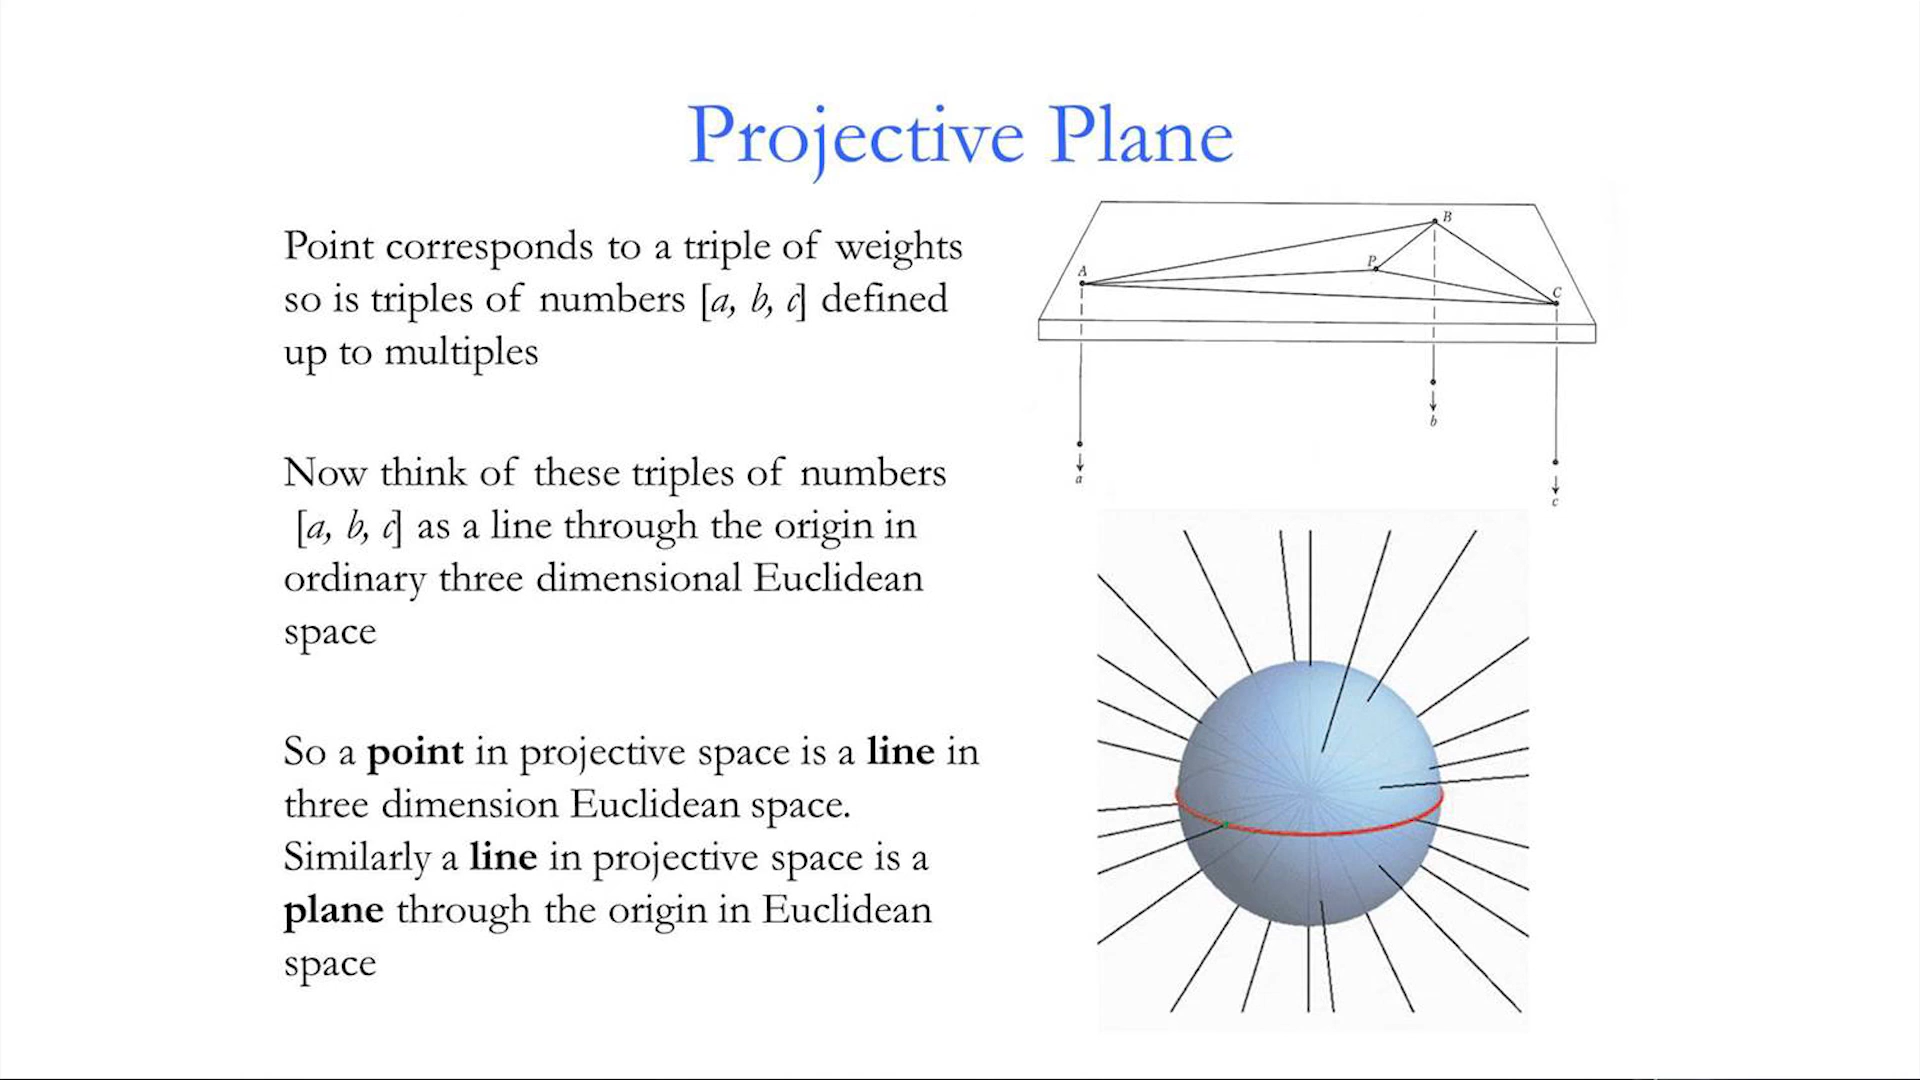 Projective Plane
Point corresponds to a triple of weights
so is triples of numbers [a, b, c] defined
up to multiples
Now think of these triples of numbers
[a, b, c] as a line through the origin in
ordinary three dimensional Euclidean
space
So a point in projective space is a line in
three dimension Euclidean space.
Similarly a line in projective space is a
plane through the origin in Euclidean
space
B
P
A
C
b
a
c